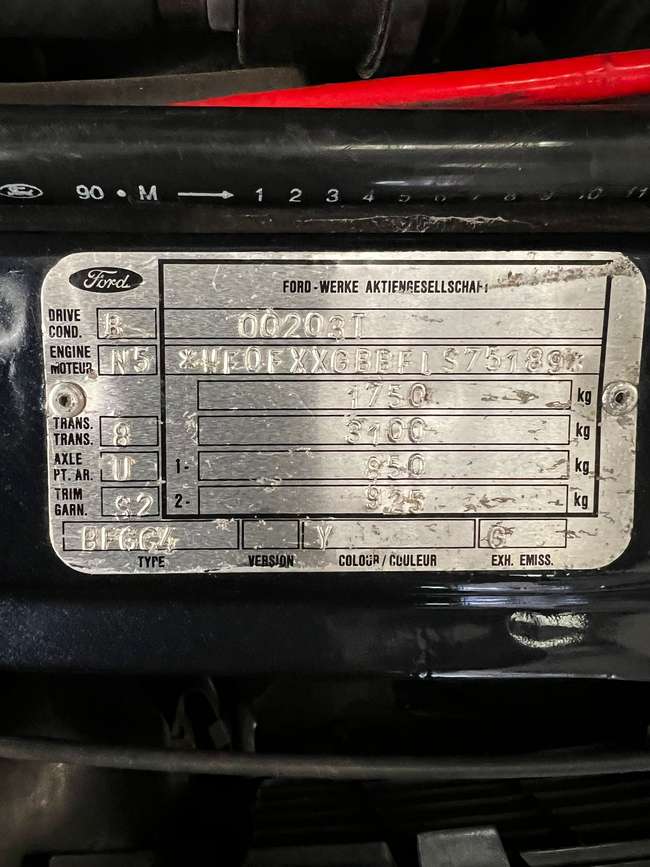 Ford 90 • M → 1 2 3 4 5 6 7 8 9 10 11
Ford
FORD-WERKE AKTIENGESELLSCHAFT
DRIVE COND. B 00203T
ENGINE MOTEUR N5 *WF0FXXGBBFLS75189*
1750 kg
TRANS. TRANS. 8 3100 kg
AXLE PT. AR. U 1- 850 kg
TRIM GARN. S2 2- 925 kg
BFGC4 Y G
TYPE VERSION COLOUR/COULEUR EXH. EMISS.